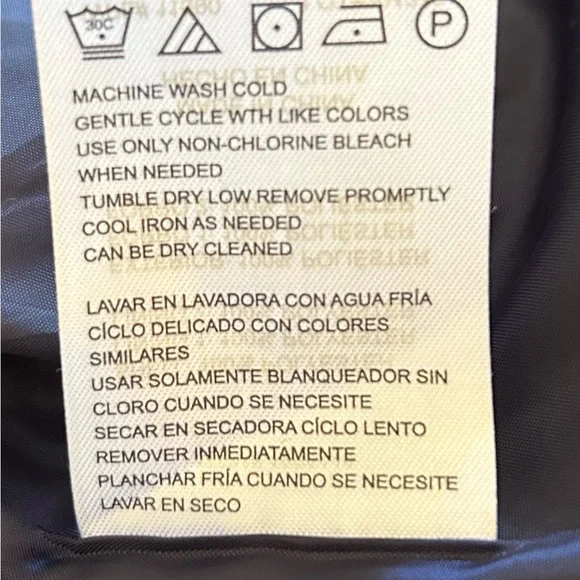 30C
P
MACHINE WASH COLD
GENTLE CYCLE WTH LIKE COLORS
USE ONLY NON-CHLORINE BLEACH
WHEN NEEDED
TUMBLE DRY LOW REMOVE PROMPTLY
COOL IRON AS NEEDED
CAN BE DRY CLEANED
LAVAR EN LAVADORA CON AGUA FRÍA
CÍCLO DELICADO CON COLORES
SIMILARES
USAR SOLAMENTE BLANQUEADOR SIN
CLORO CUANDO SE NECESITE
SECAR EN SECADORA CÍCLO LENTO
REMOVER INMEDIATAMENTE
PLANCHAR FRÍA CUANDO SE NECESITE
LAVAR EN SECO